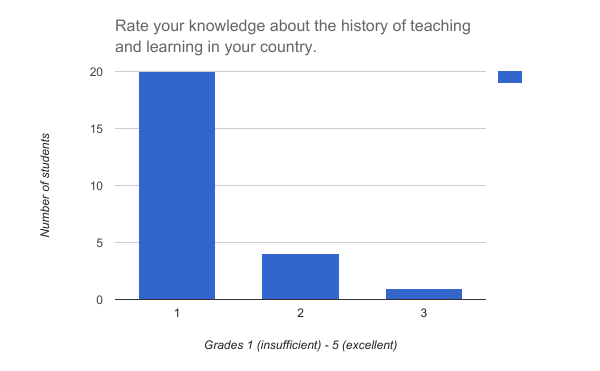 Rate your knowledge about the history of teaching
and learning in your country.
20
15
10
5
0
Number of students
1 2 3
Grades 1 (insufficient) - 5 (excellent)